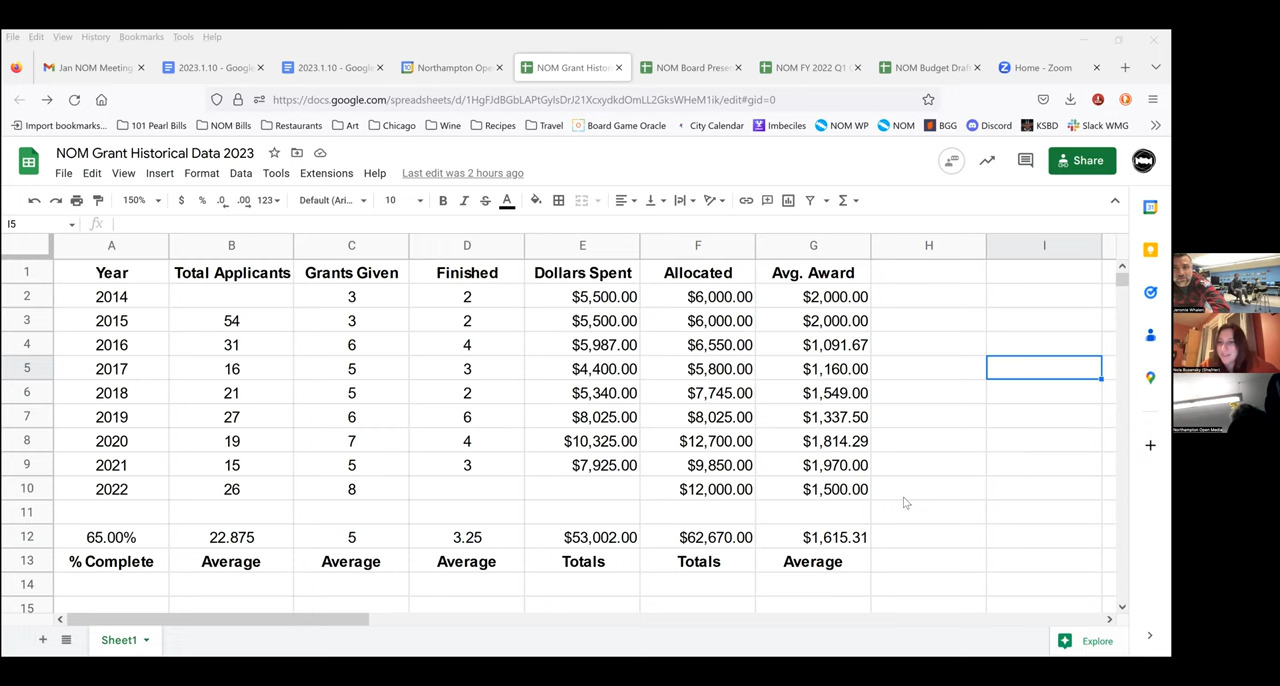 File Edit View History Bookmarks Tools Help
Jan NOM Meeting 2023.1.10 - Google 2023.1.10 - Google Northampton Ope NOM Grant Histor NOM Board Prese NOM FY 2022 Q1 NOM Budget Draf Home - Zoom
https://docs.google.com/spreadsheets/d/1HgFJdBGbLAPtGylsDrJ21XcxydkdOmLL2GksWHeM1ik/edit#gid=0
Import bookmarks... 101 Pearl Bills NOM Bills Restaurants Art Chicago Wine Recipes Travel Board Game Oracle City Calendar Imbeciles NOM WP NOM BGG Discord KSBD Slack WMG
NOM Grant Historical Data 2023
Share
File Edit View Insert Format Data Tools Extensions Help Last edit was 2 hours ago
150% $ % .0 .00 123 Default (Ari... 10 B I S A
I5 fx
A B C D E F G H I
1 Year Total Applicants Grants Given Finished Dollars Spent Allocated Avg. Award
2 2014 3 2 $5,500.00 $6,000.00 $2,000.00
3 2015 54 3 2 $5,500.00 $6,000.00 $2,000.00
4 2016 31 6 4 $5,987.00 $6,550.00 $1,091.67
5 2017 16 5 3 $4,400.00 $5,800.00 $1,160.00
6 2018 21 5 2 $5,340.00 $7,745.00 $1,549.00
7 2019 27 6 6 $8,025.00 $8,025.00 $1,337.50
8 2020 19 7 4 $10,325.00 $12,700.00 $1,814.29
9 2021 15 5 3 $7,925.00 $9,850.00 $1,970.00
10 2022 26 8 $12,000.00 $1,500.00
11
12 65.00% 22.875 5 3.25 $53,002.00 $62,670.00 $1,615.31
13 % Complete Average Average Average Totals Totals Average
14
15
Sheet1
Explore
Jeromie Whalen
Northampton Open Media